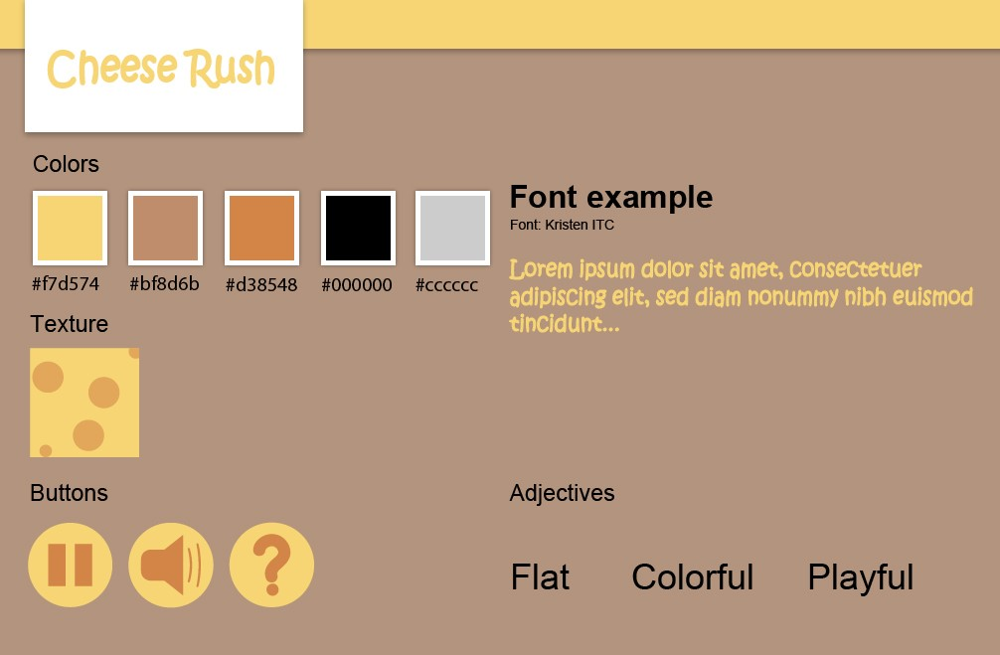 Cheese Rush
Colors
#f7d574
#bf8d6b
#d38548
#000000
#cccccc
Font example
Font: Kristen ITC
Lorem ipsum dolor sit amet, consectetuer
adipiscing elit, sed diam nonummy nibh euismod
tincidunt...
Texture
Buttons
?
Adjectives
Flat
Colorful
Playful